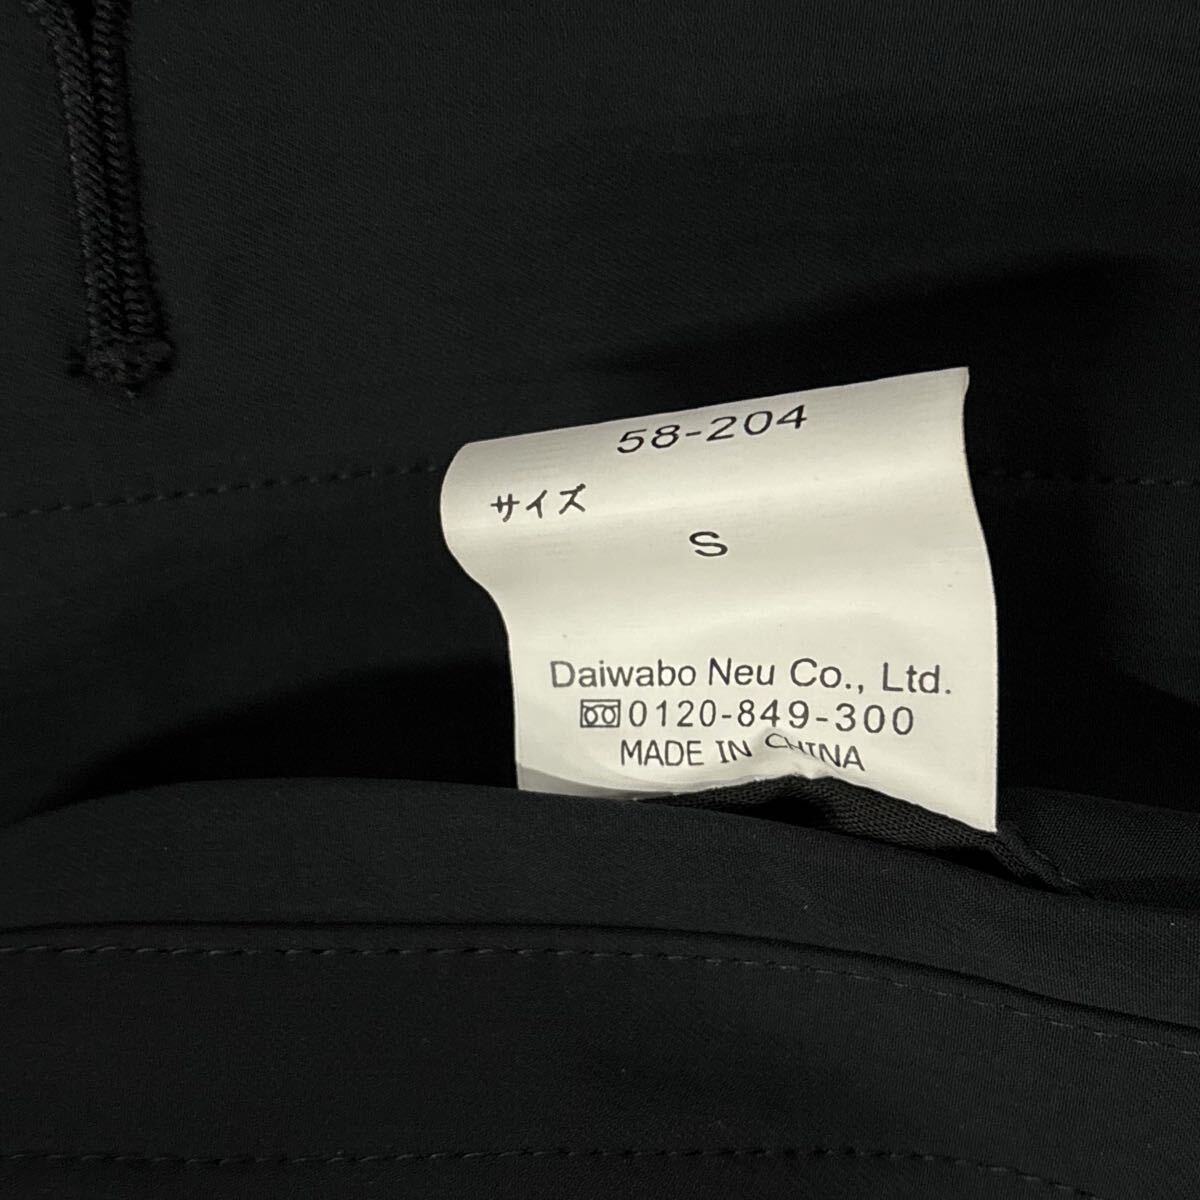 58-204
サイズ
S
Daiwabo Neu Co., Ltd.
0120-849-300
MADE IN CHINA